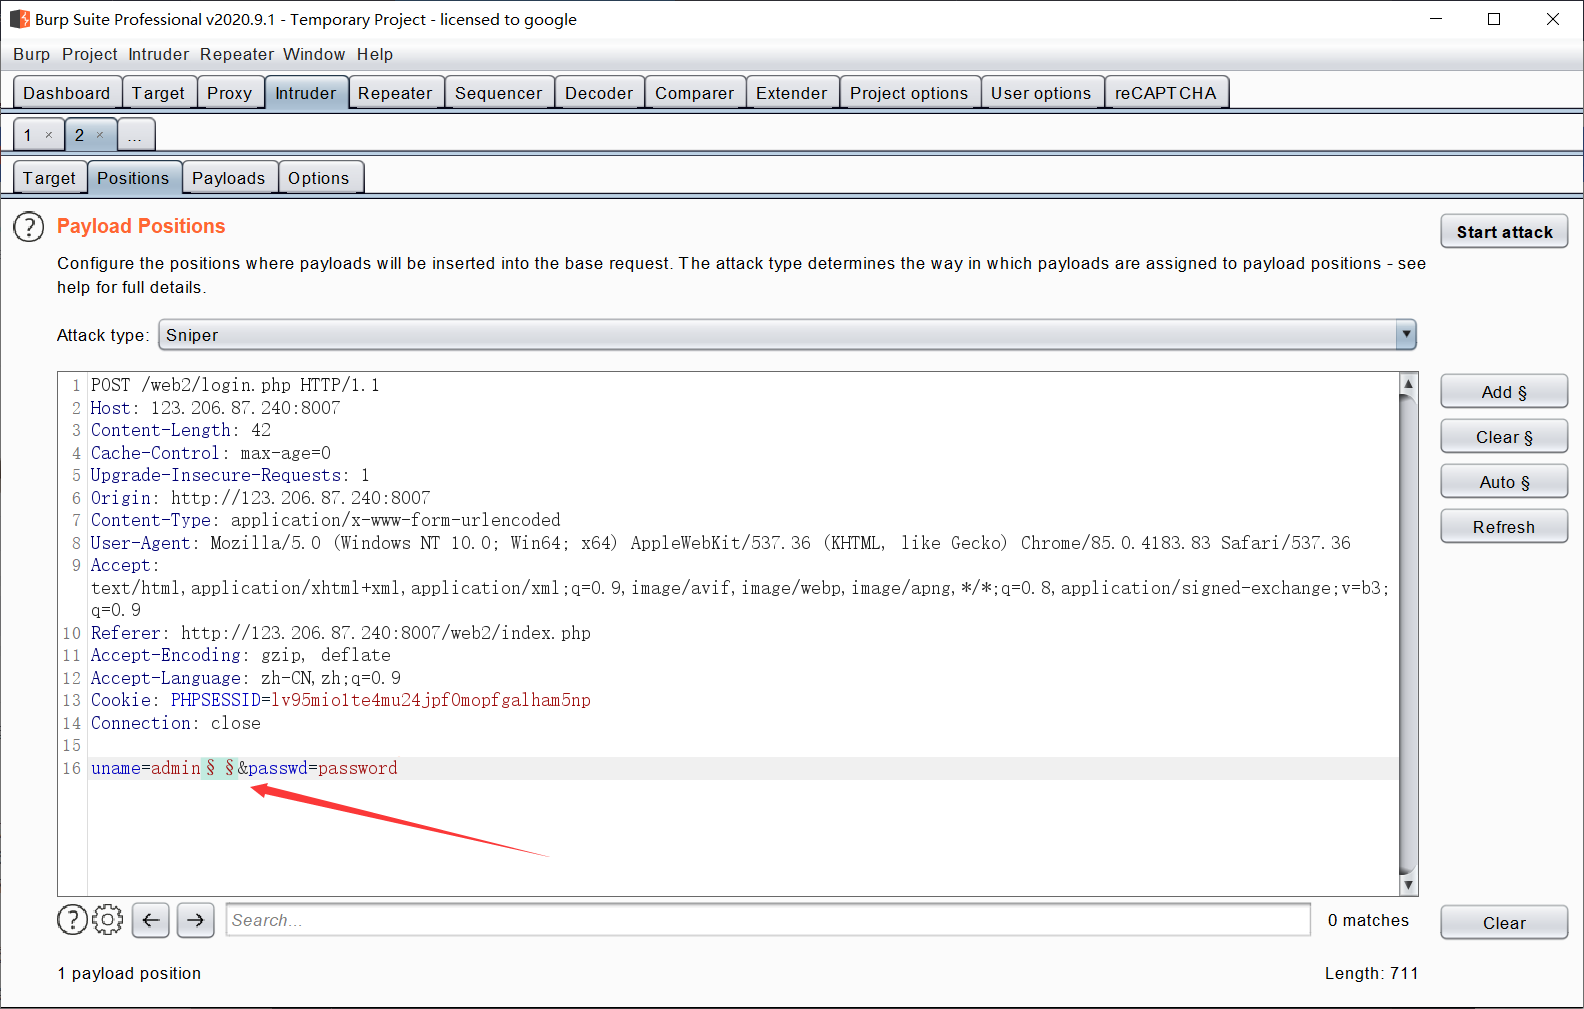 Burp Suite Professional v2020.9.1 - Temporary Project - licensed to google
Burp Project Intruder Repeater Window Help
Dashboard Target Proxy Intruder Repeater Sequencer Decoder Comparer Extender Project options User options reCAPTCHA
1 × 2 × ...
Target Positions Payloads Options
? Payload Positions
Start attack
Configure the positions where payloads will be inserted into the base request. The attack type determines the way in which payloads are assigned to payload positions - see
help for full details.
Attack type: Sniper
1 POST /web2/login.php HTTP/1.1
2 Host: 123.206.87.240:8007
3 Content-Length: 42
4 Cache-Control: max-age=0
5 Upgrade-Insecure-Requests: 1
6 Origin: http://123.206.87.240:8007
7 Content-Type: application/x-www-form-urlencoded
8 User-Agent: Mozilla/5.0 (Windows NT 10.0; Win64; x64) AppleWebKit/537.36 (KHTML, like Gecko) Chrome/85.0.4183.83 Safari/537.36
9 Accept:
text/html,application/xhtml+xml,application/xml;q=0.9,image/avif,image/webp,image/apng,*/*;q=0.8,application/signed-exchange;v=b3;
q=0.9
10 Referer: http://123.206.87.240:8007/web2/index.php
11 Accept-Encoding: gzip, deflate
12 Accept-Language: zh-CN,zh;q=0.9
13 Cookie: PHPSESSID=lv95mio1te4mu24jpf0mopfgalham5np
14 Connection: close
15
16 uname=admin§ §&passwd=password
Add §
Clear §
Auto §
Refresh
? Search...
0 matches
Clear
1 payload position
Length: 711